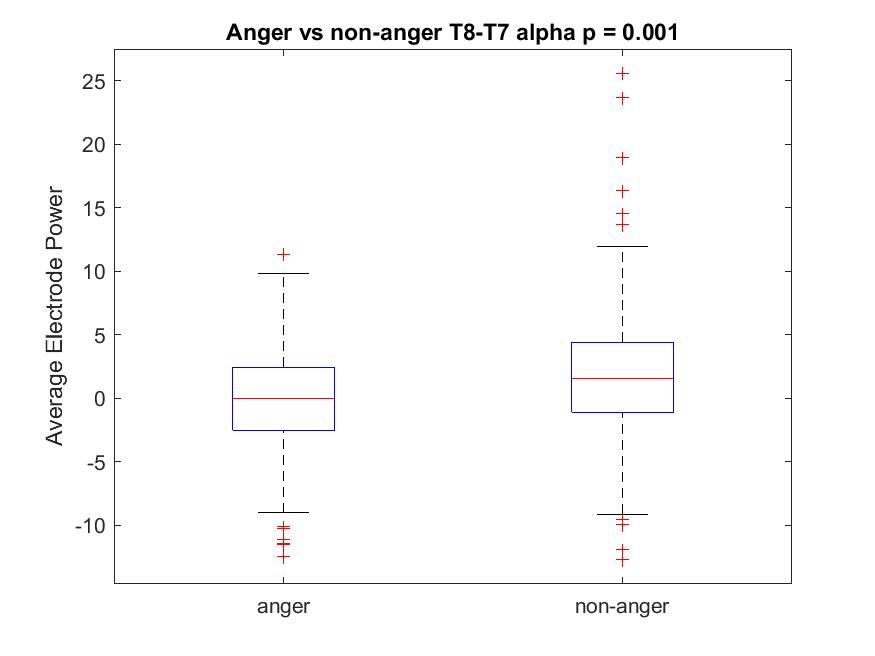 Anger vs non-anger T8-T7 alpha p = 0.001
Average Electrode Power
25
20
15
10
5
0
-5
-10
anger
non-anger